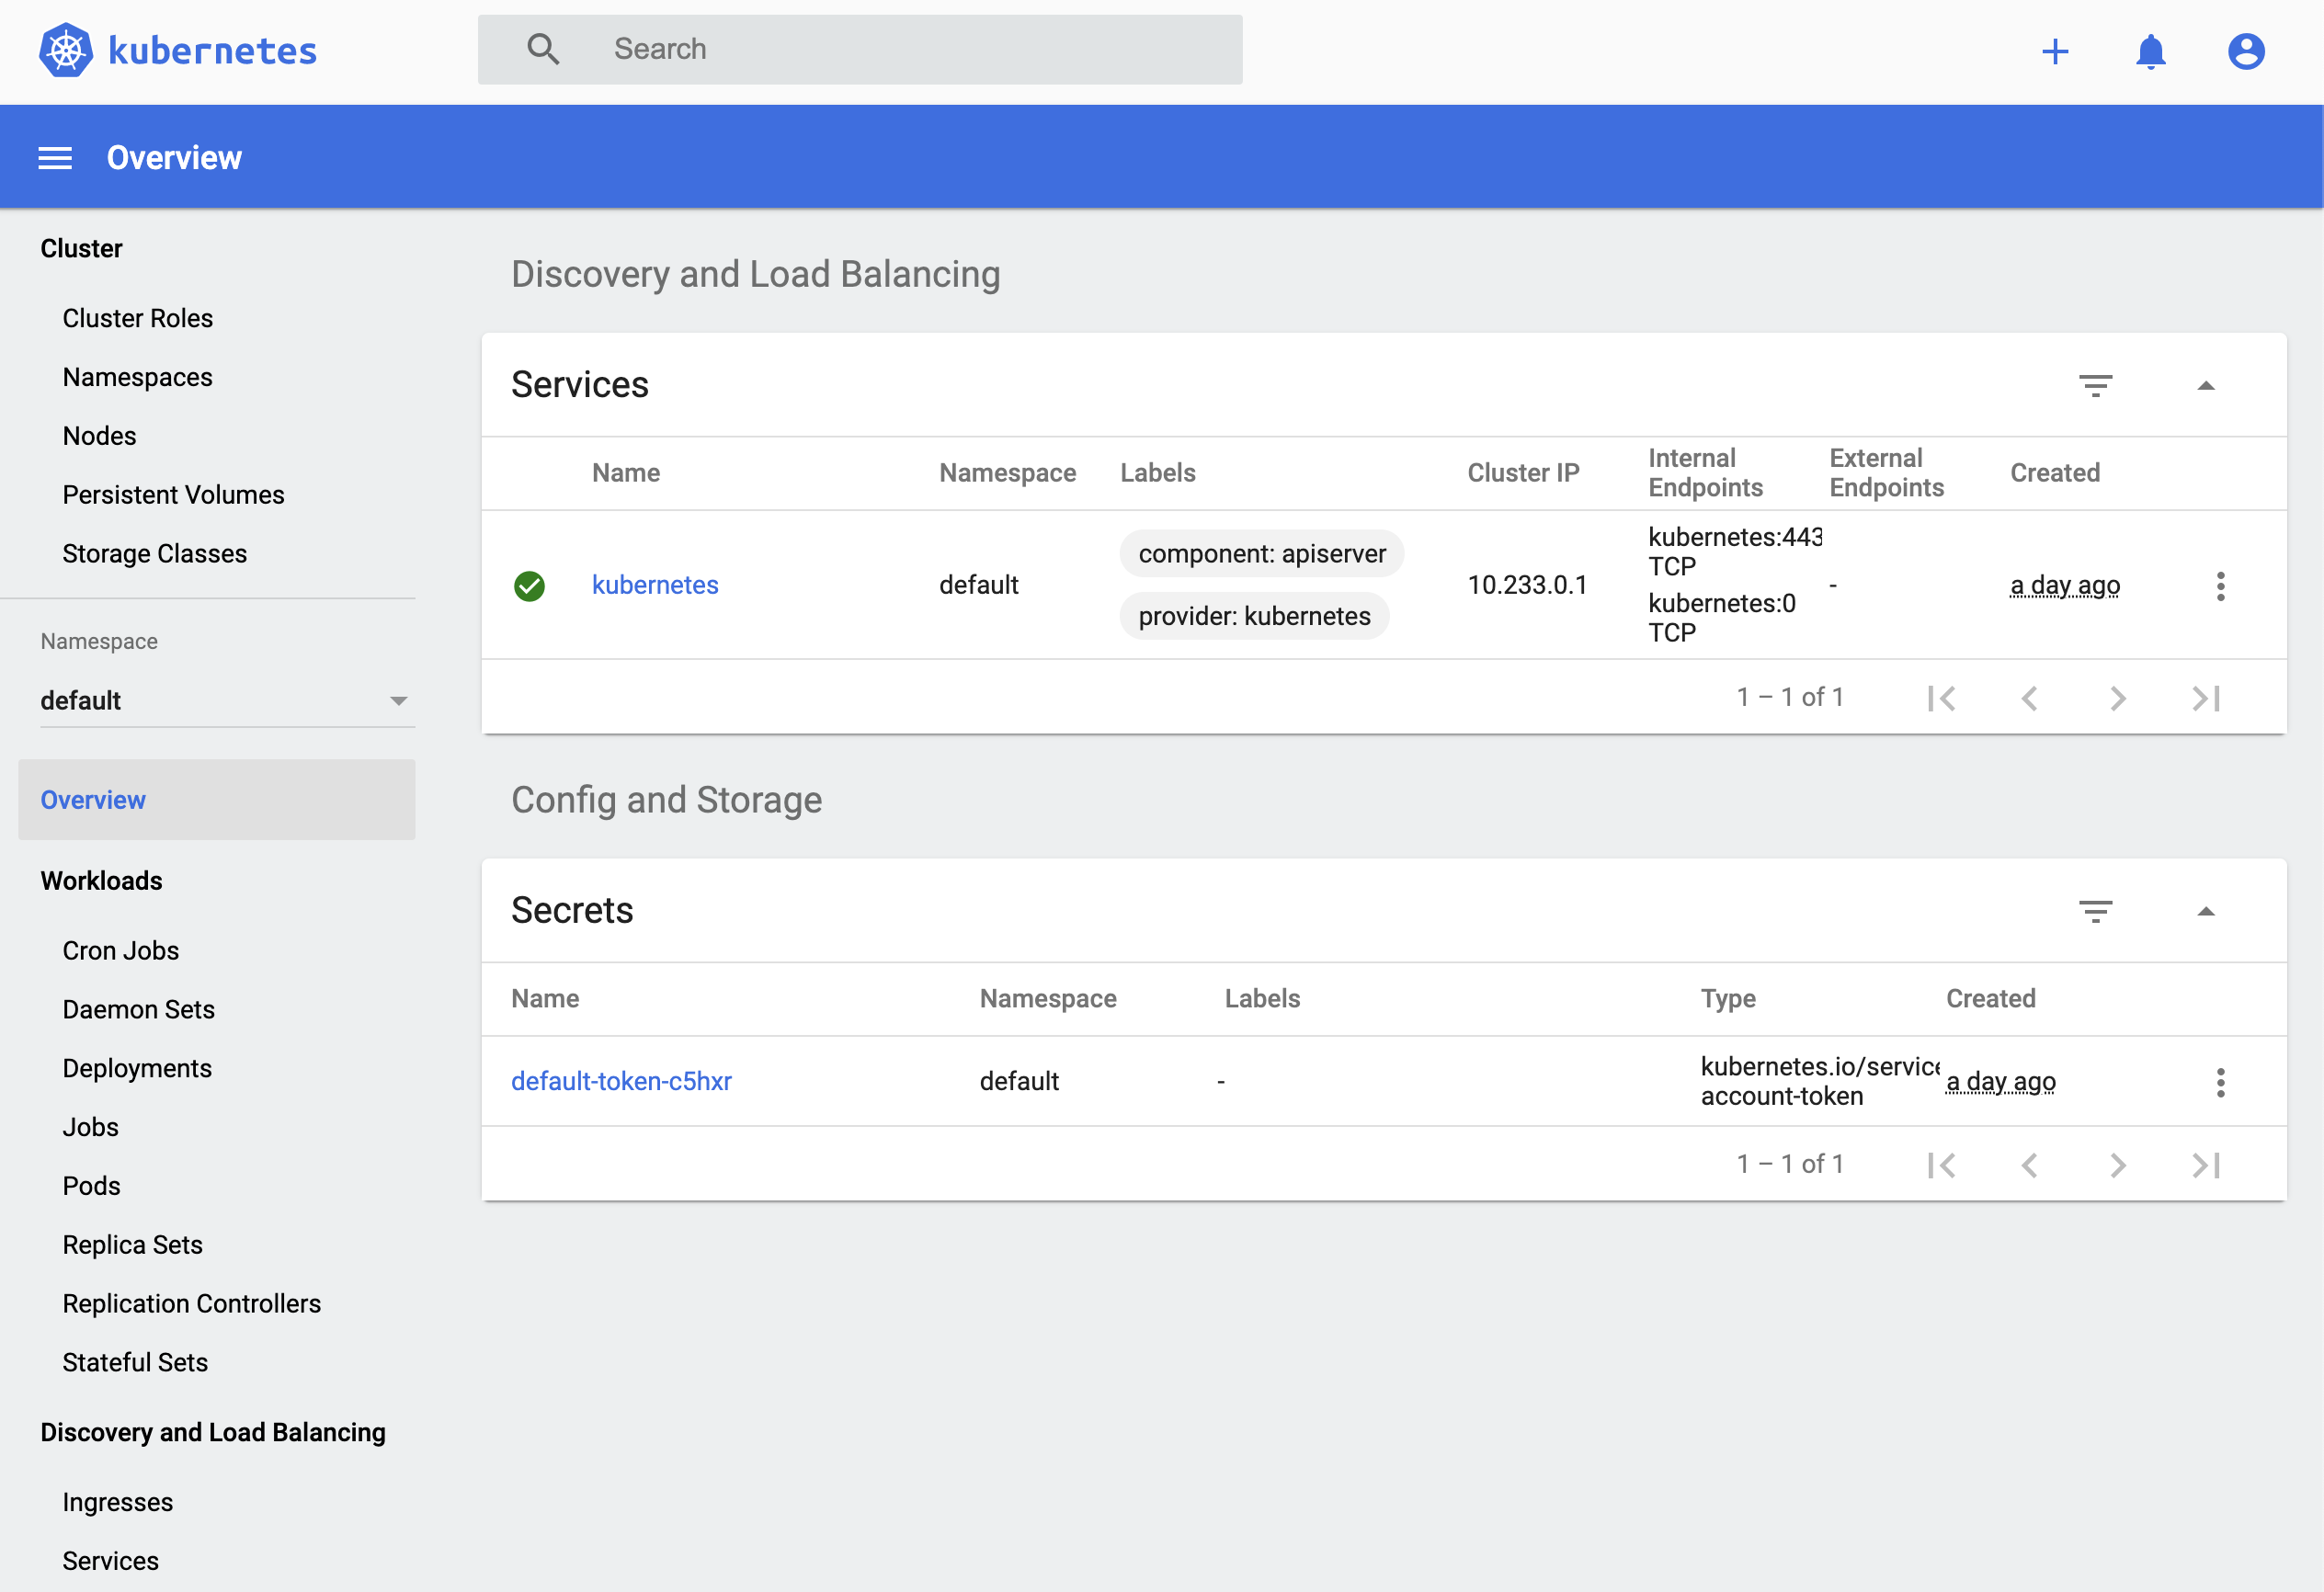 kubernetes
Search
Overview
Cluster
Cluster Roles
Namespaces
Nodes
Persistent Volumes
Storage Classes
Namespace
default
Overview
Workloads
Cron Jobs
Daemon Sets
Deployments
Jobs
Pods
Replica Sets
Replication Controllers
Stateful Sets
Discovery and Load Balancing
Ingresses
Services
Discovery and Load Balancing
Services
Name Namespace Labels Cluster IP Internal Endpoints External Endpoints Created
kubernetes default component: apiserver provider: kubernetes 10.233.0.1 kubernetes:443 TCP kubernetes:0 TCP - a day ago
1 – 1 of 1
Config and Storage
Secrets
Name Namespace Labels Type Created
default-token-c5hxr default - kubernetes.io/service account-token a day ago
1 – 1 of 1